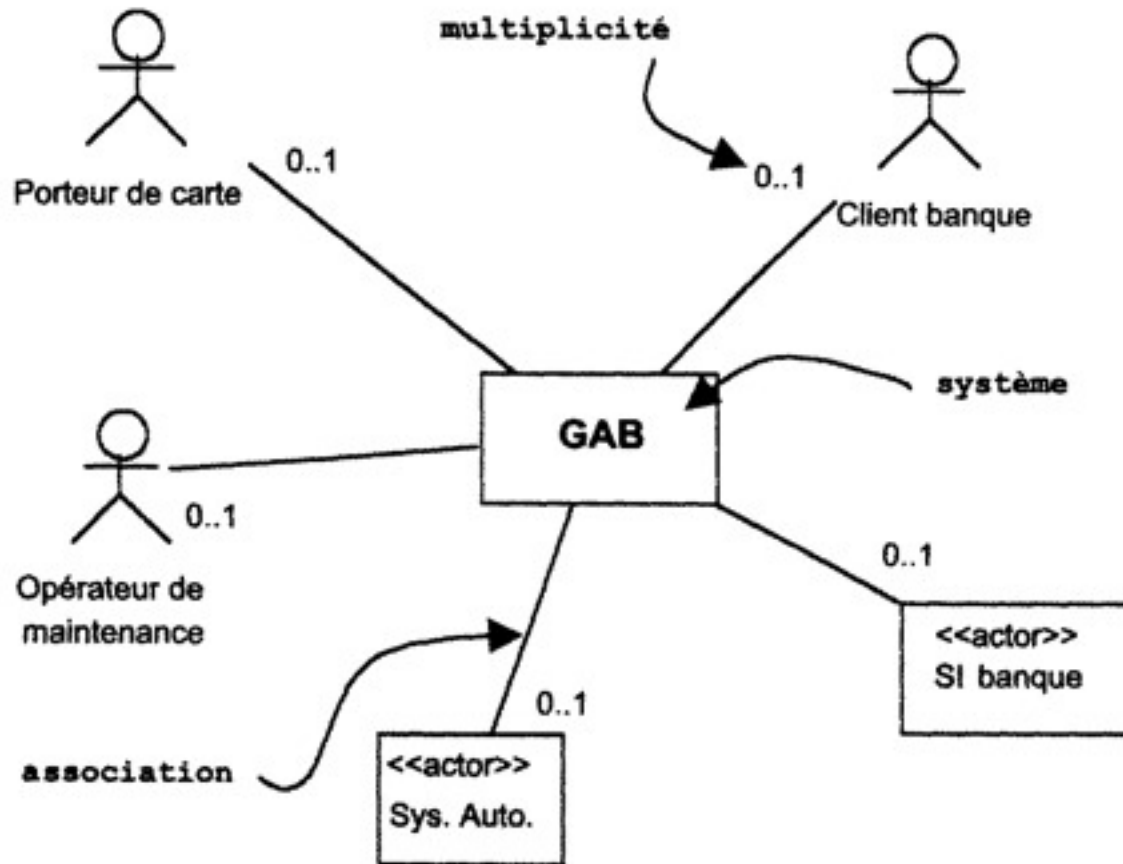 multiplicité
0..1
Porteur de carte
0..1
Client banque
système
GAB
0..1
Opérateur de
maintenance
0..1
<<actor>>
SI banque
0..1
association
<<actor>>
Sys. Auto.